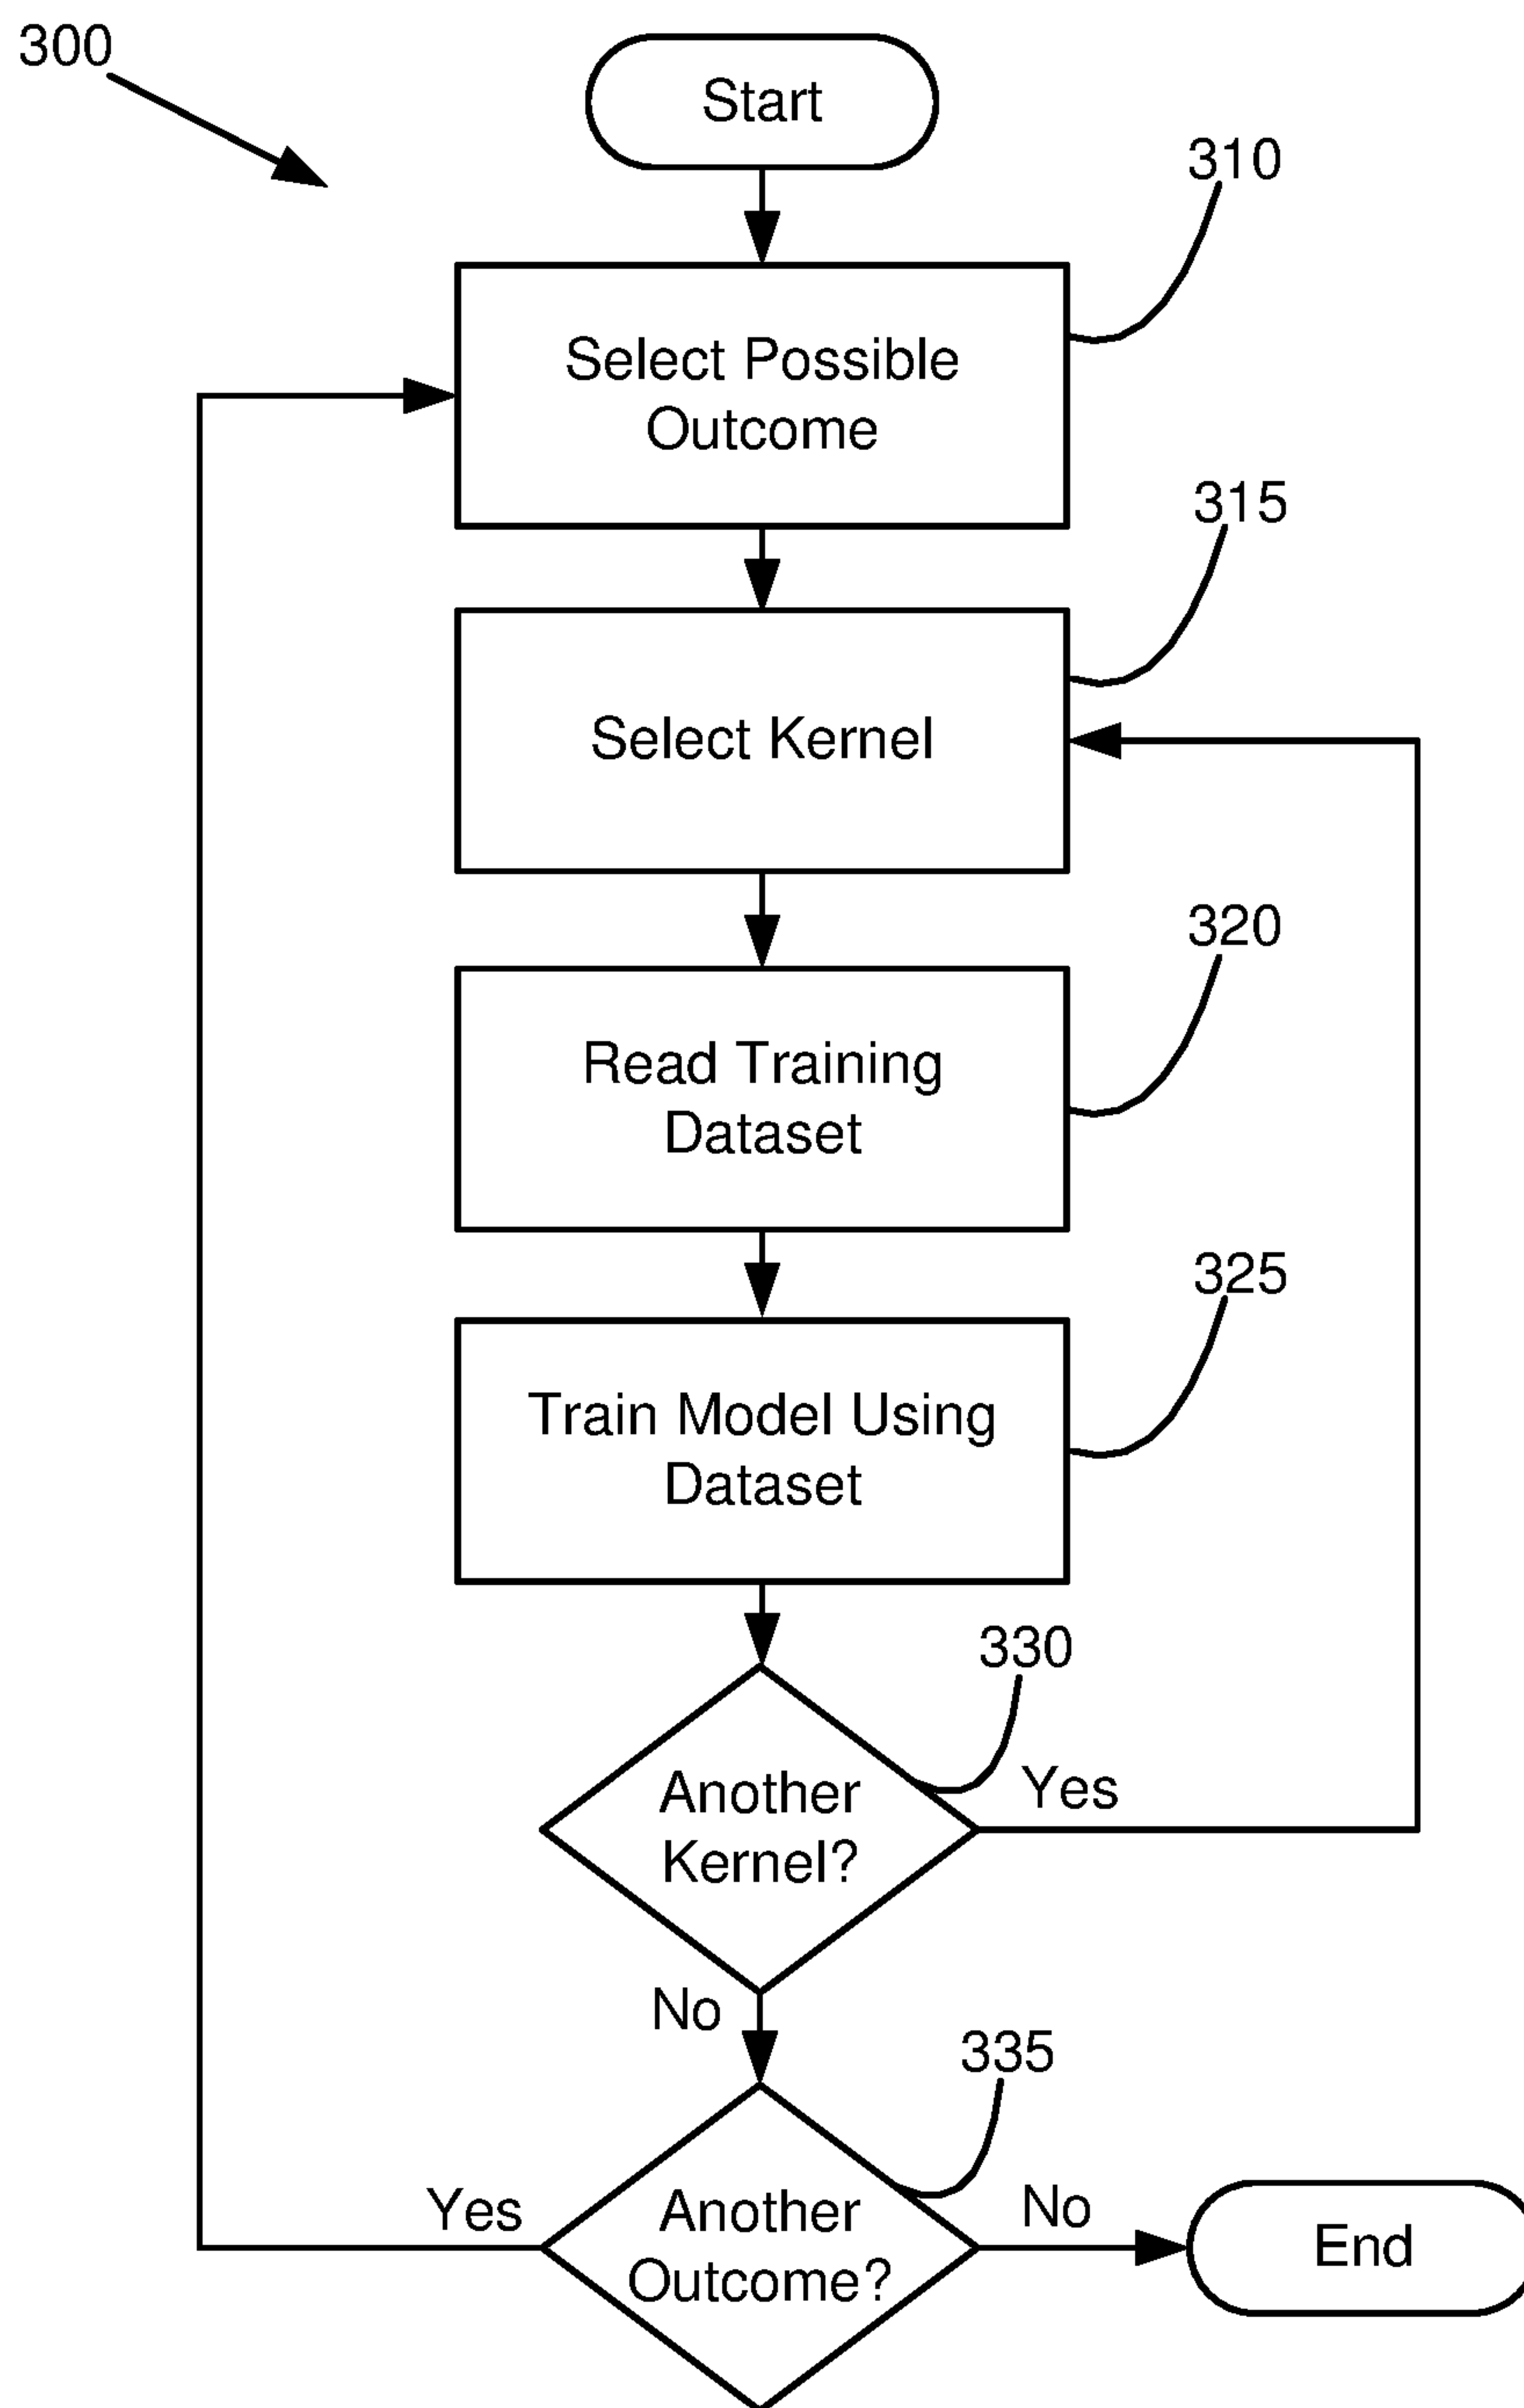 300
Start
310
Select Possible
Outcome
315
Select Kernel
320
Read Training
Dataset
325
Train Model Using
Dataset
330
Another
Kernel?
Yes
No
335
Another
Outcome?
Yes
No
End